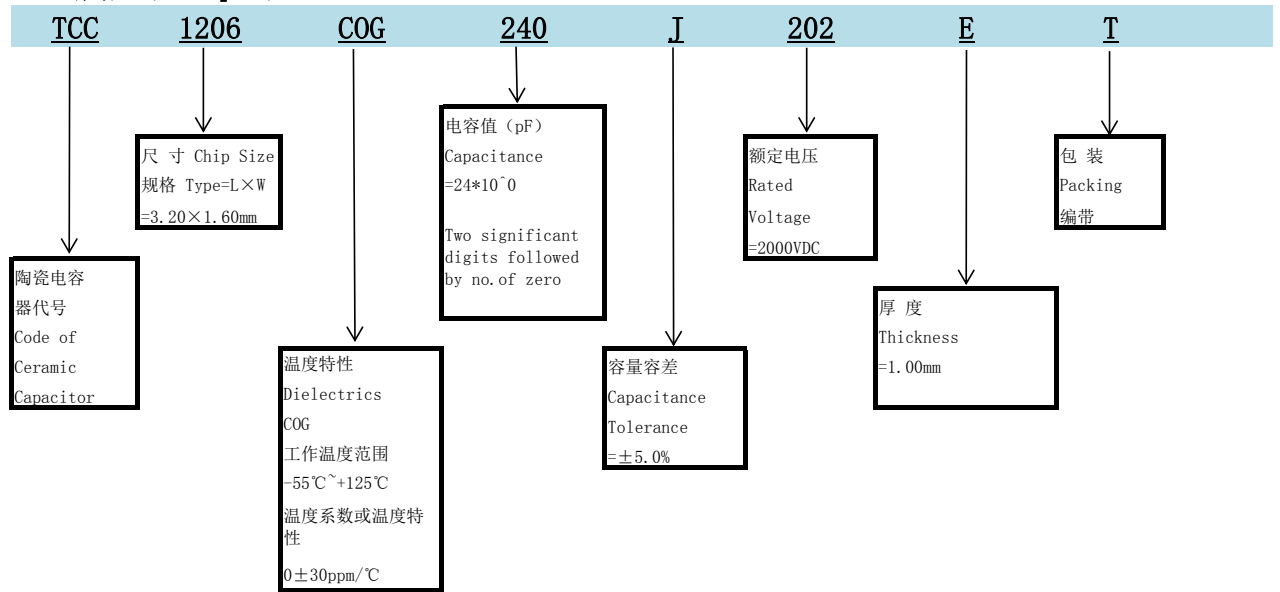 TCC 1206 COG 240 J 202 E T
电容值（pF）
Capacitance
=24*10^0
Two significant
digits followed
by no.of zero
尺 寸 Chip Size
规格 Type=L×W
=3.20×1.60mm
额定电压
Rated
Voltage
=2000VDC
包 装
Packing
编带
陶瓷电容
器代号
Code of
Ceramic
Capacitor
厚 度
Thickness
=1.00mm
温度特性
Dielectrics
COG
工作温度范围
-55℃~+125℃
温度系数或温度特
性
0±30ppm/℃
容量容差
Capacitance
Tolerance
=±5.0%